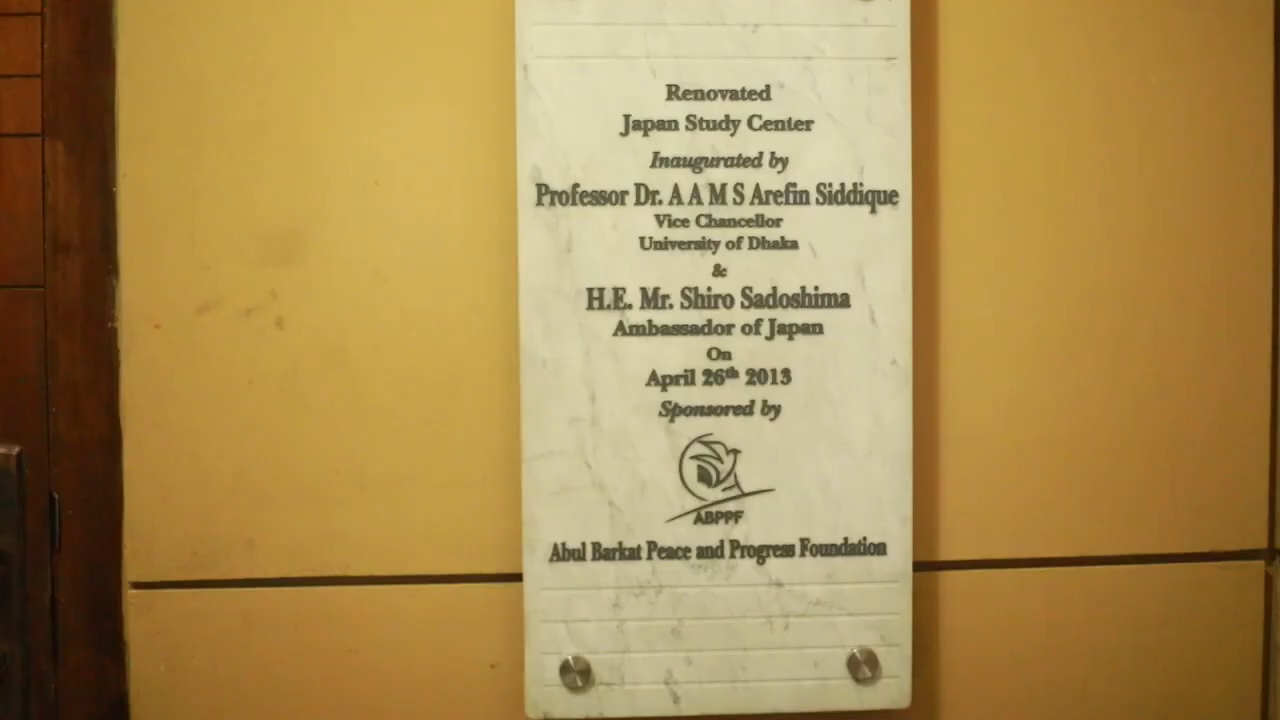 Renovated
Japan Study Center
Inaugurated by
Professor Dr. A A M S Arefin Siddique
Vice Chancellor
University of Dhaka
&
H.E. Mr. Shiro Sadoshima
Ambassador of Japan
On
April 26th 2013
Sponsored by
ABPPF
Abul Barkat Peace and Progress Foundation